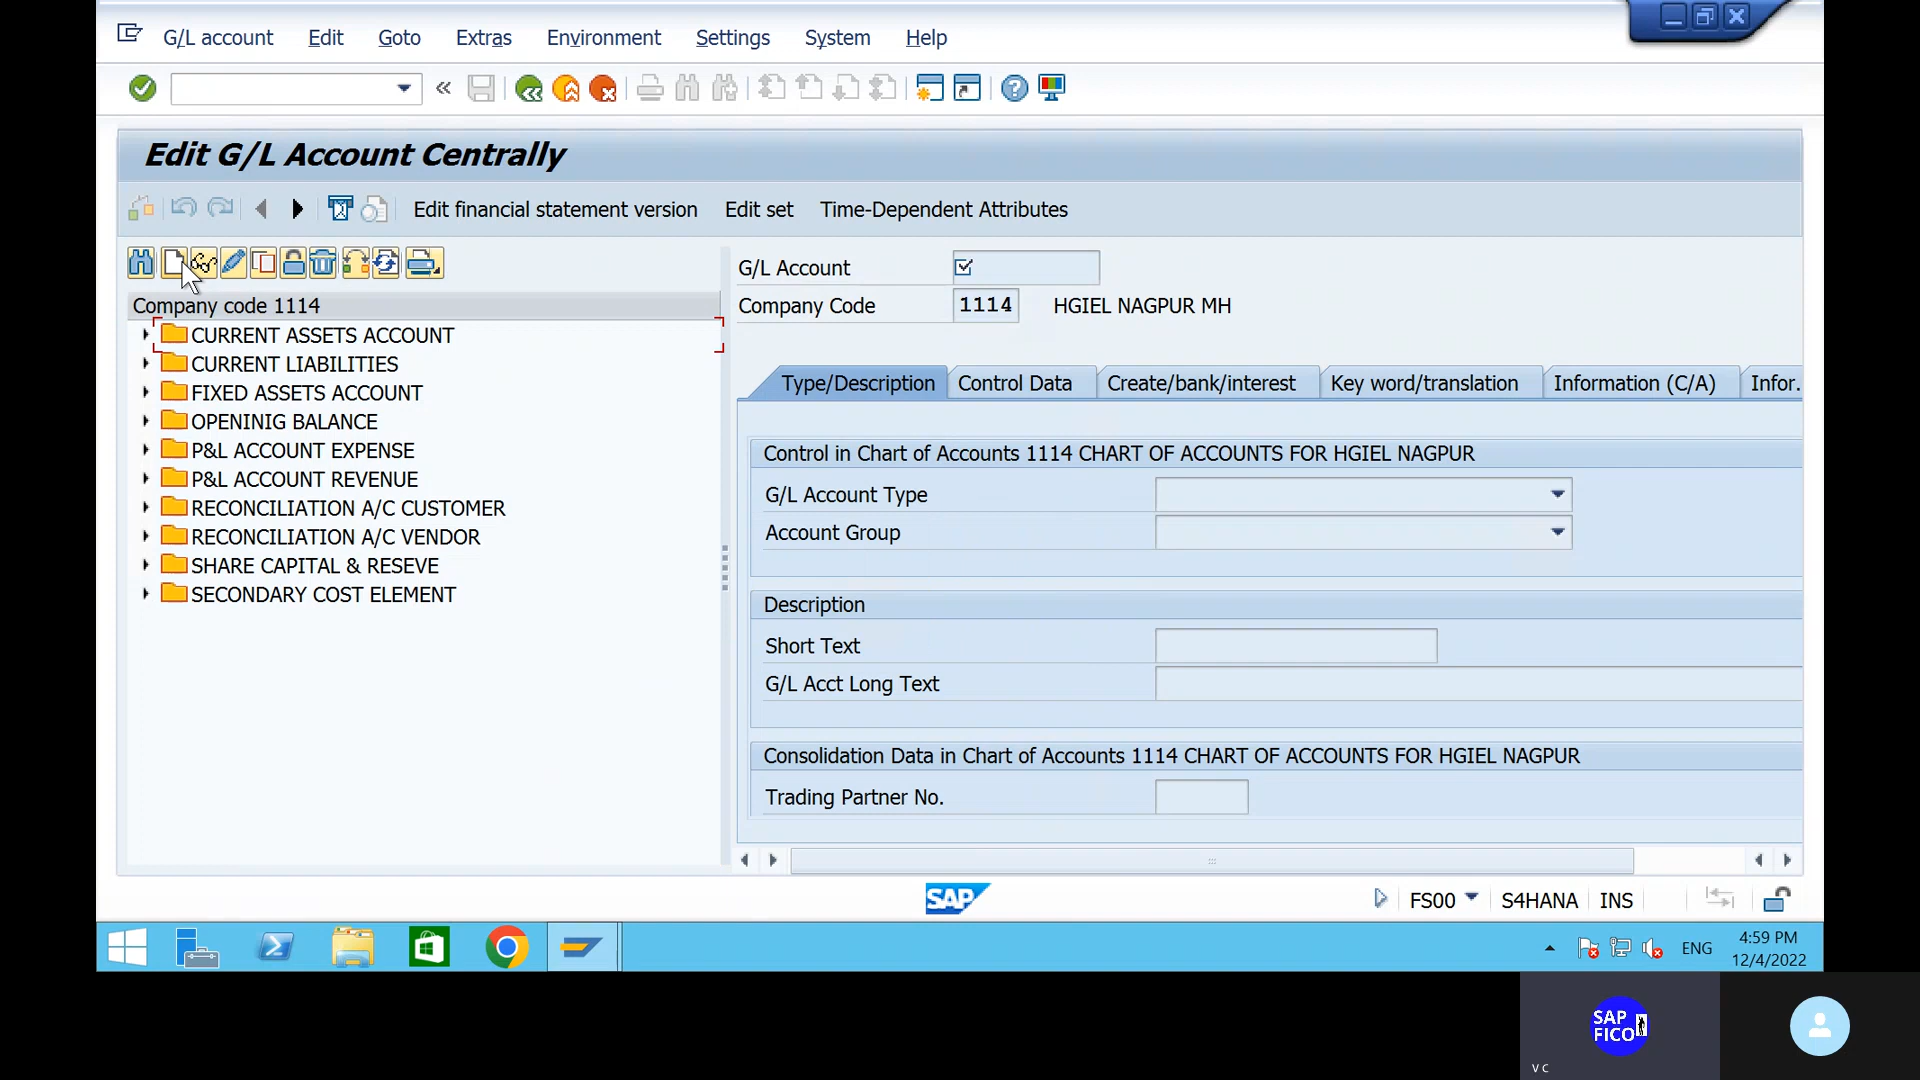 G/L account Edit Goto Extras Environment Settings System Help
Edit G/L Account Centrally
Edit financial statement version Edit set Time-Dependent Attributes
Company code 1114
CURRENT ASSETS ACCOUNT
CURRENT LIABILITIES
FIXED ASSETS ACCOUNT
OPENINIG BALANCE
P&L ACCOUNT EXPENSE
P&L ACCOUNT REVENUE
RECONCILIATION A/C CUSTOMER
RECONCILIATION A/C VENDOR
SHARE CAPITAL & RESEVE
SECONDARY COST ELEMENT
G/L Account
Company Code 1114 HGIEL NAGPUR MH
Type/Description Control Data Create/bank/interest Key word/translation Information (C/A) Infor.
Control in Chart of Accounts 1114 CHART OF ACCOUNTS FOR HGIEL NAGPUR
G/L Account Type
Account Group
Description
Short Text
G/L Acct Long Text
Consolidation Data in Chart of Accounts 1114 CHART OF ACCOUNTS FOR HGIEL NAGPUR
Trading Partner No.
SAP FS00 S4HANA INS
ENG 4:59 PM
12/4/2022
SAP
FICO
v c